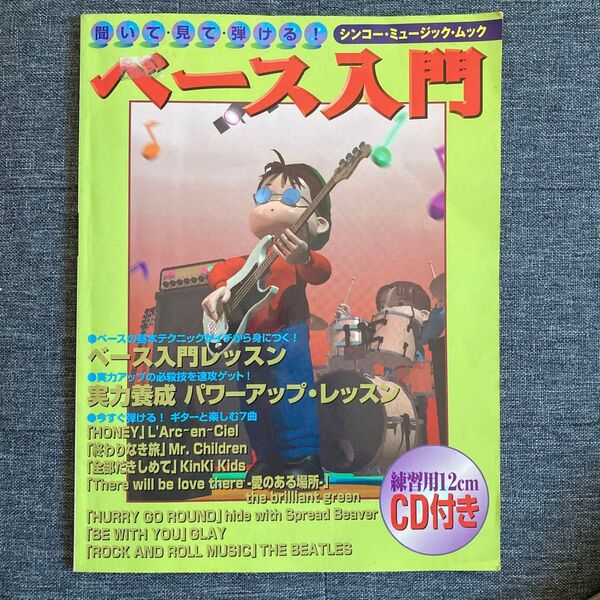 聞いて・見て・弾ける!
シンコー・ミュージック・ムック
ベース入門
●ベースの基本テクニックがイチから身につく!
ベース入門レッスン
●実力アップの必殺技を速攻ゲット!
実力養成 パワーアップ・レッスン
●今すぐ弾ける! ギターと楽しむ7曲
「HONEY」L'Arc~en~Ciel
「終わりなき旅」Mr. Children
「全部だきしめて」KinKi Kids
「There will be love there -愛のある場所-」
the brilliant green
「HURRY GO ROUND」hide with Spread Beaver
「BE WITH YOU」GLAY
「ROCK AND ROLL MUSIC」THE BEATLES
練習用12cm
CD付き